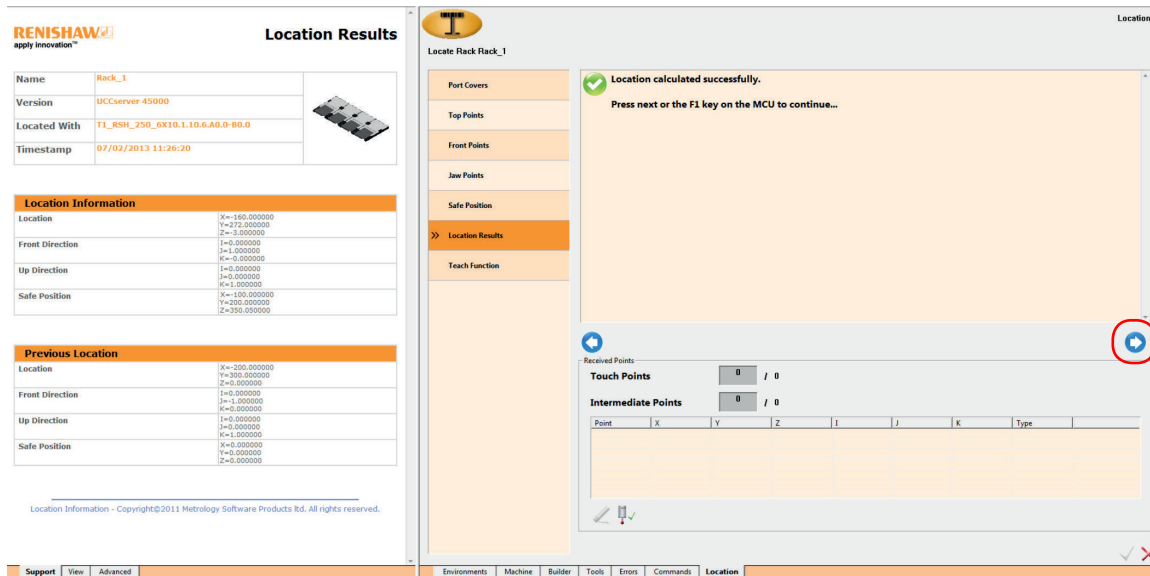 RENISHAW
apply innovation™
Location Results
Name Rack_1
Version UCCserver 45000
Located With T1_RSH_250_6X10.1.10.6.A0.0-B0.0
Timestamp 07/02/2013 11:26:20
Location Information
Location X=-160.000000
Y=272.000000
Z=-3.000000
Front Direction I=0.000000
J=1.000000
K=-0.000000
Up Direction I=0.000000
J=0.000000
K=1.000000
Safe Position X=-100.000000
Y=200.000000
Z=350.050000
Previous Location
Location X=-200.000000
Y=300.000000
Z=0.000000
Front Direction I=0.000000
J=-1.000000
K=0.000000
Up Direction I=0.000000
J=0.000000
K=1.000000
Safe Position X=0.000000
Y=0.000000
Z=0.000000
Location Information - Copyright©2011 Metrology Software Products ltd. All rights reserved.
Support View Advanced
Location
Locate Rack Rack_1
Port Covers
Top Points
Front Points
Jaw Points
Safe Position
>> Location Results
Teach Function
Location calculated successfully.
Press next or the F1 key on the MCU to continue...
Received Points
Touch Points 0 / 0
Intermediate Points 0 / 0
Point X Y Z I J K Type
Environments Machine Builder Tools Errors Commands Location